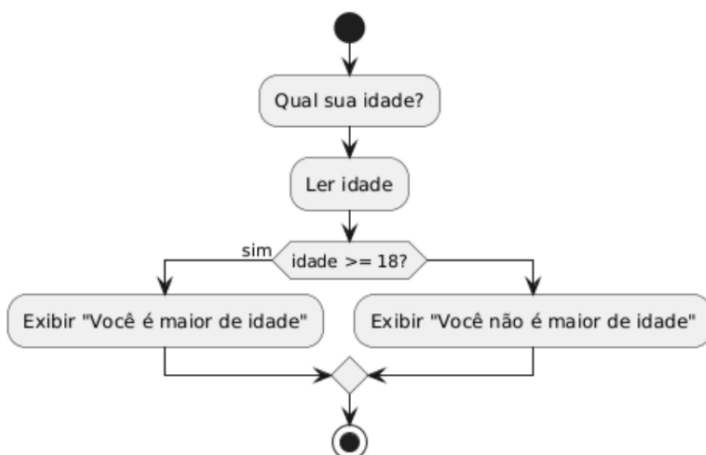 Qual sua idade?
Ler idade
sim
idade >= 18?
Exibir "Você é maior de idade"
Exibir "Você não é maior de idade"